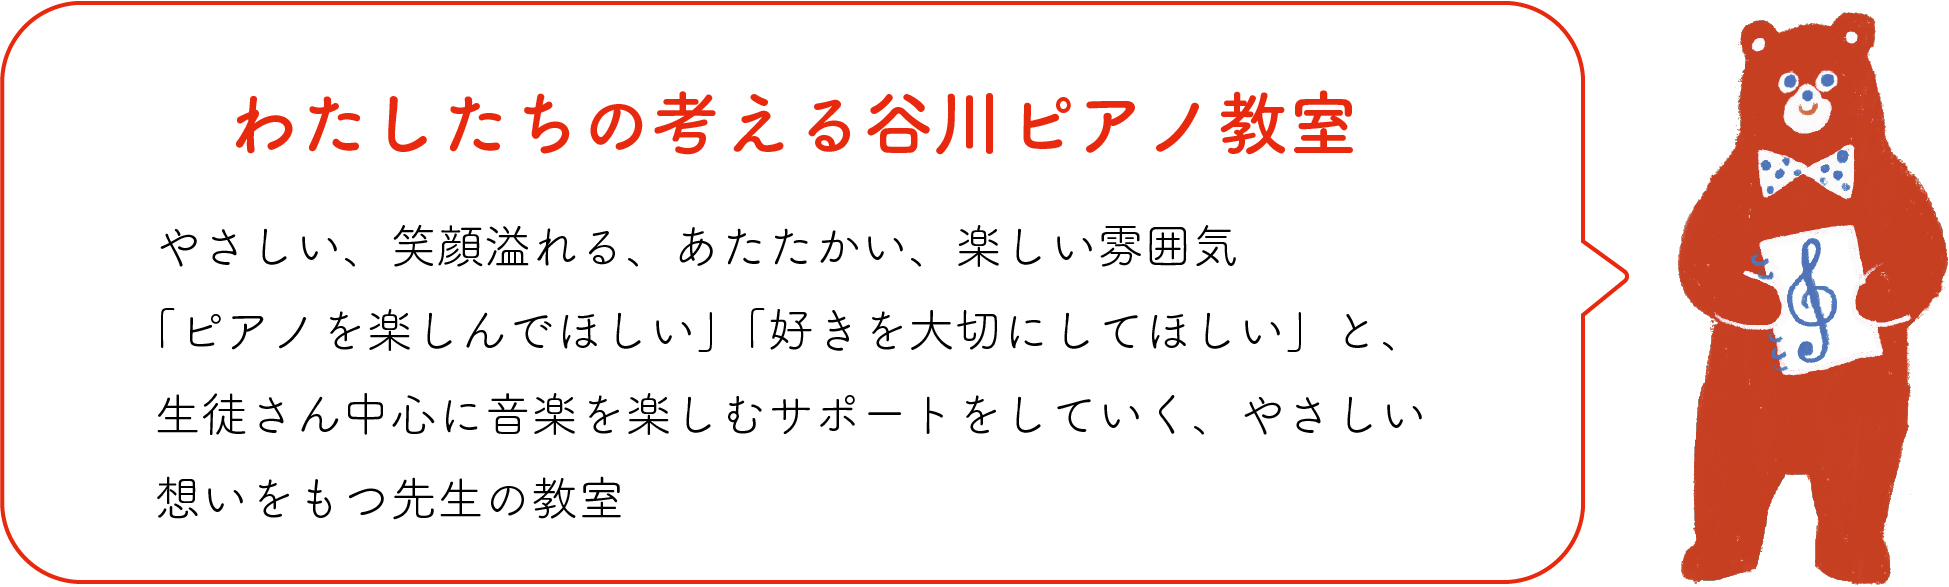 わたしたちの考える谷川ピアノ教室
やさしい、笑顔溢れる、あたたかい、楽しい雰囲気
「ピアノを楽しんでほしい」「好きを大切にしてほしい」と、
生徒さん中心に音楽を楽しむサポートをしていく、やさしい
想いをもつ先生の教室